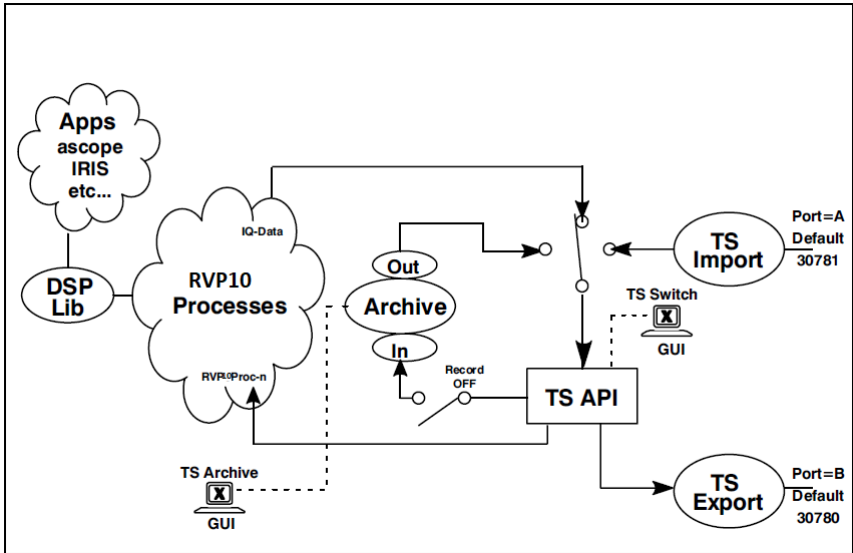 Apps
ascope
IRIS
etc...
DSP
Lib
IQ-Data
RVP10
Processes
RVP10Proc-n
Out
Archive
In
Record
OFF
TS Archive
X
GUI
TS
Import
Port=A
Default
30781
TS Switch
X
GUI
TS API
TS
Export
Port=B
Default
30780